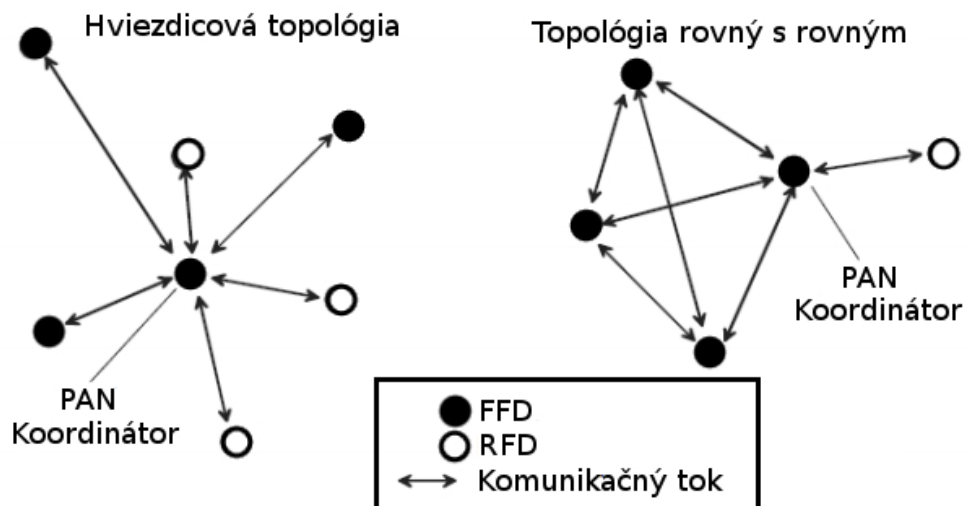 Hviezdicová topológia
PAN
Koordinátor
Topológia rovný s rovným
PAN
Koordinátor
FFD
RFD
Komunikačný tok